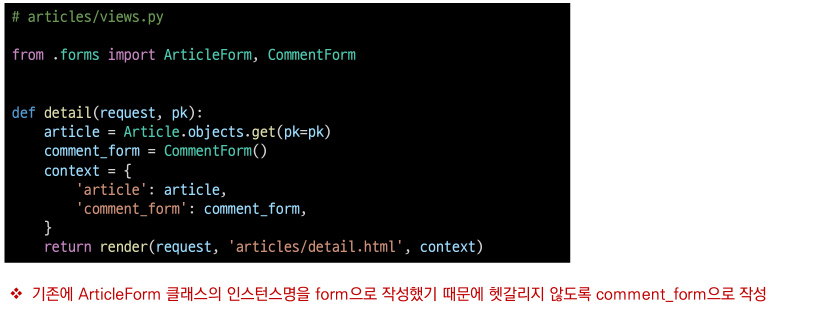 # articles/views.py
from .forms import ArticleForm, CommentForm
def detail(request, pk):
    article = Article.objects.get(pk=pk)
    comment_form = CommentForm()
    context = {
        'article': article,
        'comment_form': comment_form,
    }
    return render(request, 'articles/detail.html', context)
❖ 기존에 ArticleForm 클래스의 인스턴스명을 form으로 작성했기 때문에 헷갈리지 않도록 comment_form으로 작성